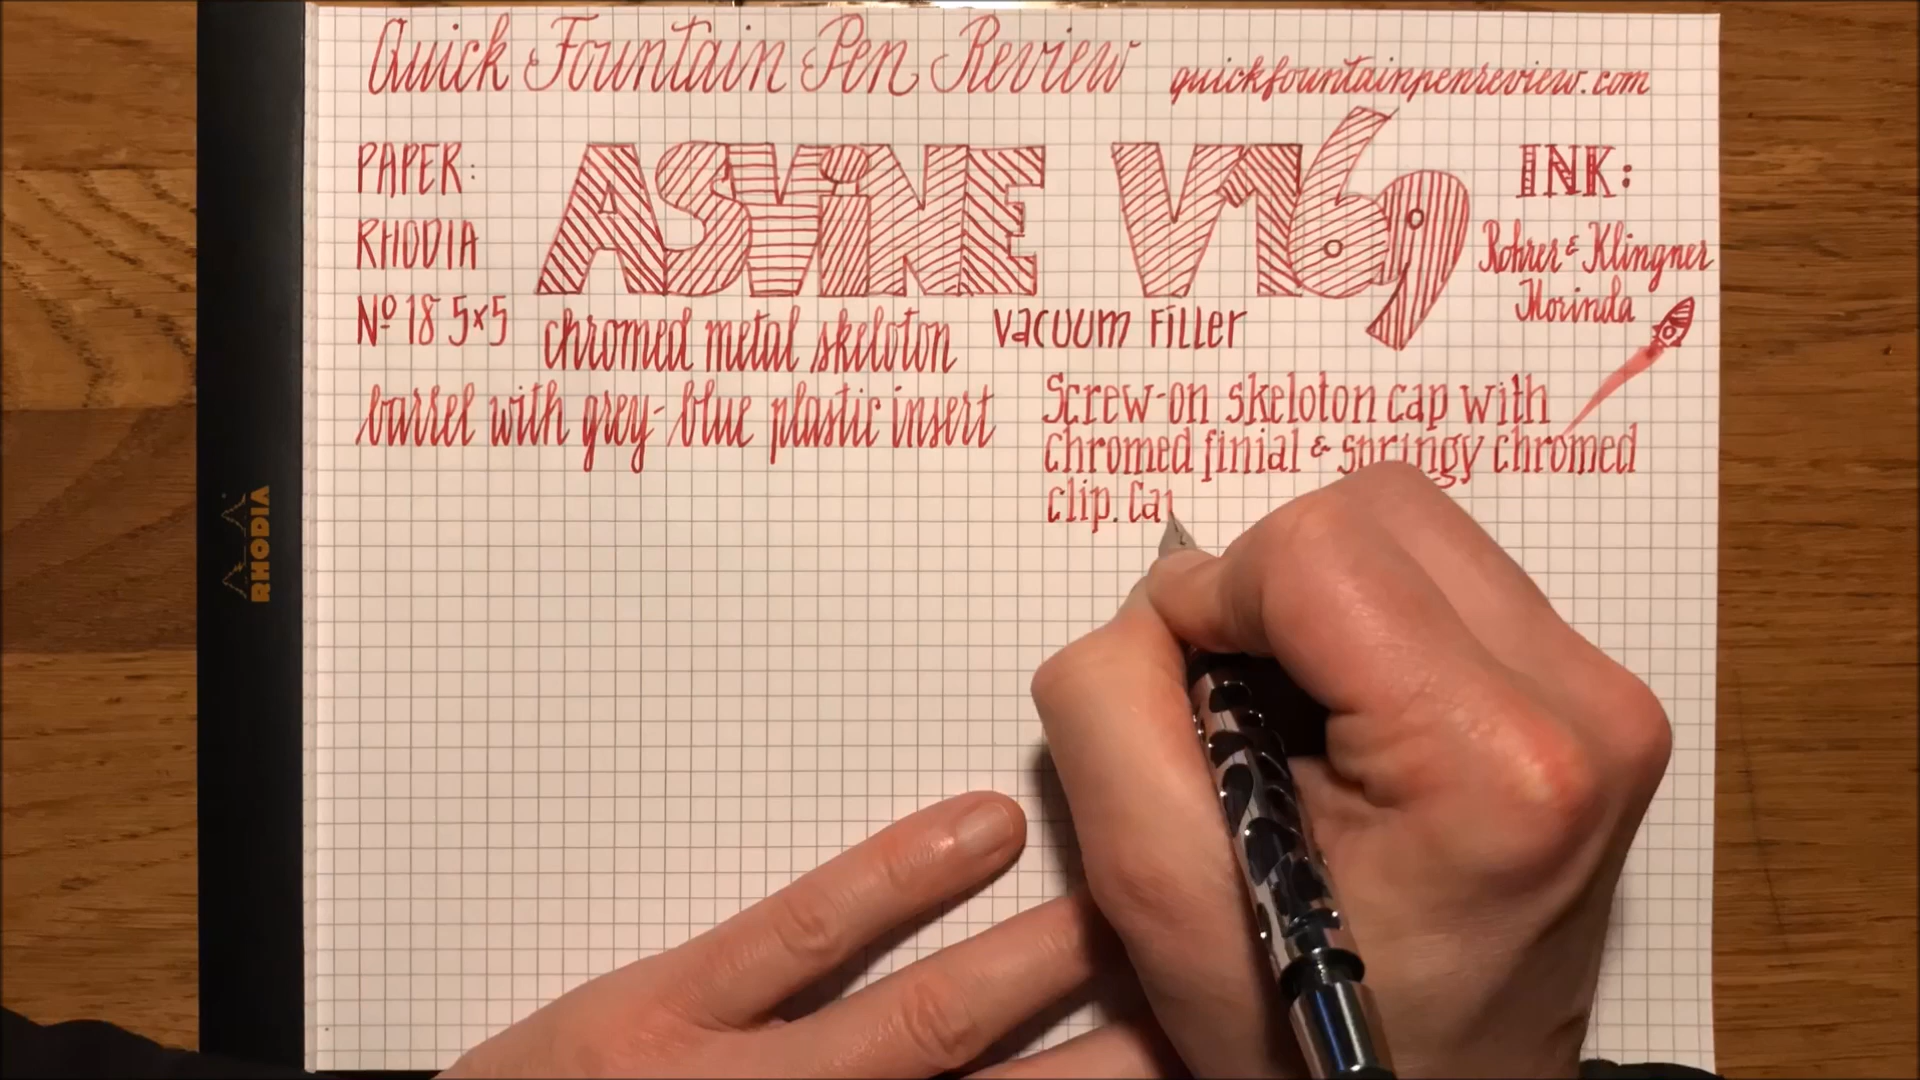 Quick Fountain Pen Review quickfountainpenreview.com
PAPER:
RHODIA
Nº 18 5x5
ASViNE V169
INK:
Rohrer & Klingner
Morinda
chromed metal skeloton
barrel with grey-blue plastic insert
vacuum Filler
Screw-on skeloton cap with
chromed finial & springy chromed
clip. Ca
RHODIA